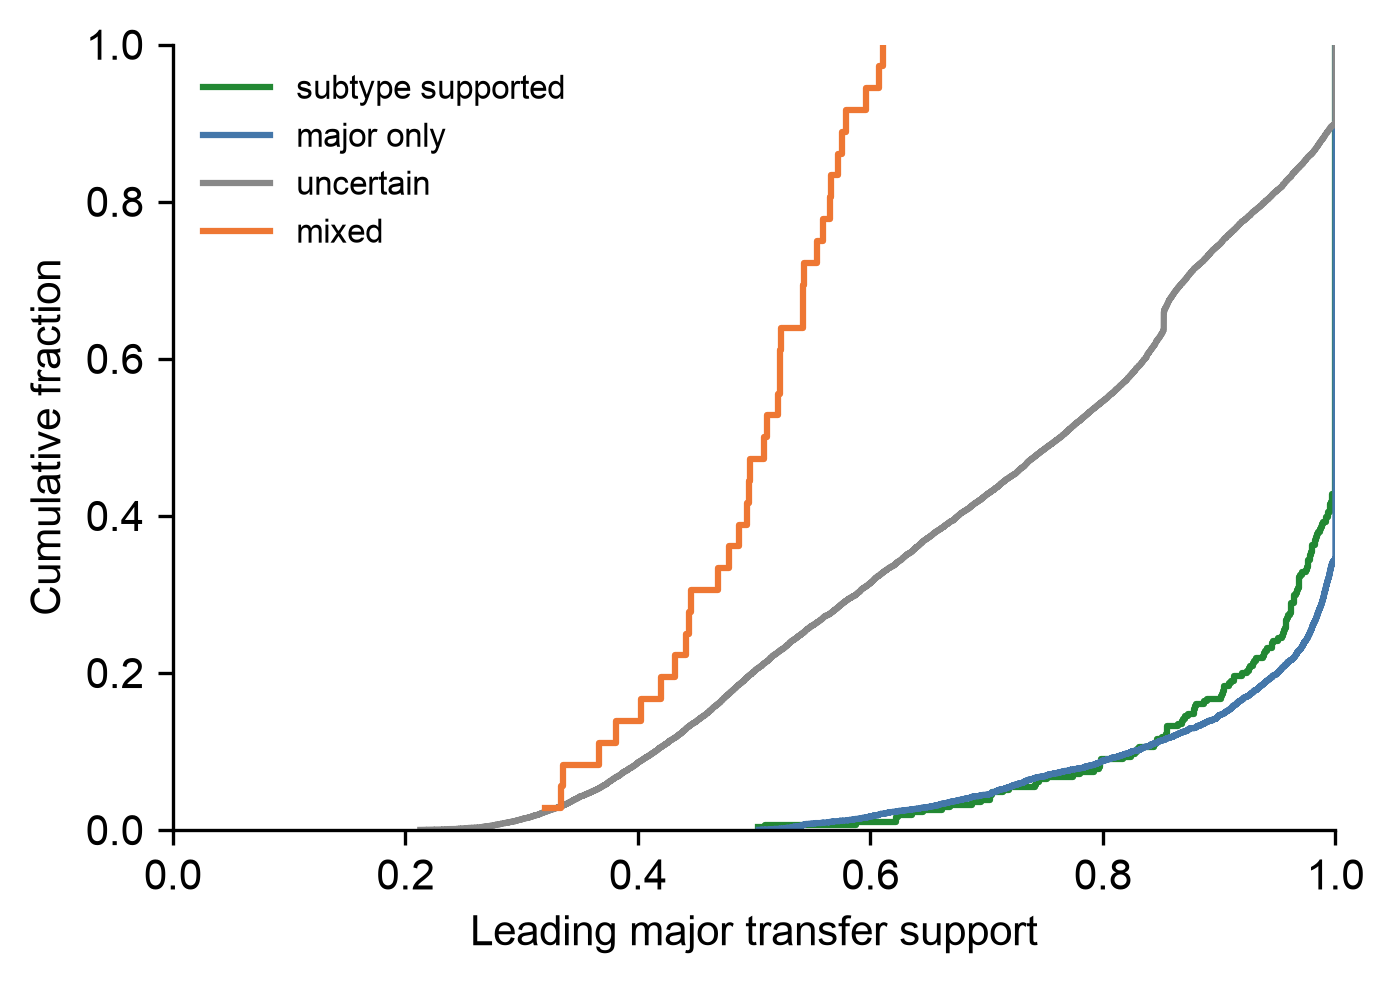 1.0
0.8
0.6
0.4
0.2
0.0
Cumulative fraction
subtype supported
major only
uncertain
mixed
0.0 0.2 0.4 0.6 0.8 1.0
Leading major transfer support